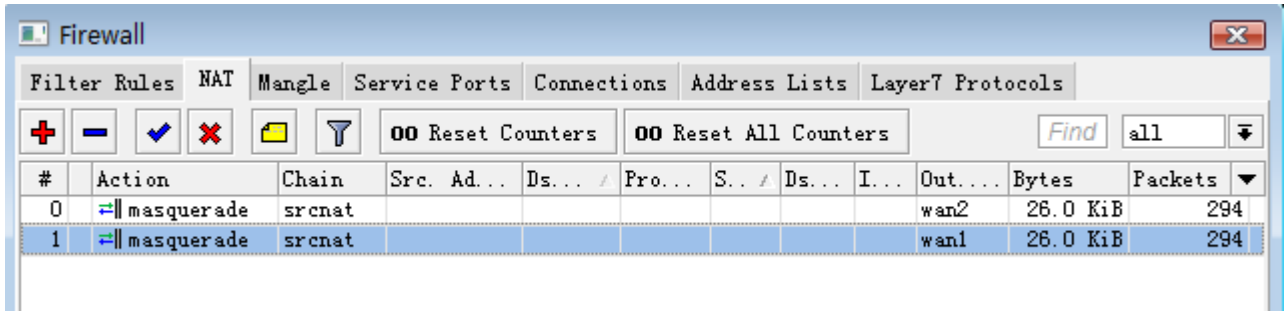 Firewall
Filter Rules NAT Mangle Service Ports Connections Address Lists Layer7 Protocols
00 Reset Counters 00 Reset All Counters Find all
# Action Chain Src. Ad... Ds... Pro... S.. Ds... I... Out.... Bytes Packets
0 masquerade srcnat wan2 26.0 KiB 294
1 masquerade srcnat wan1 26.0 KiB 294